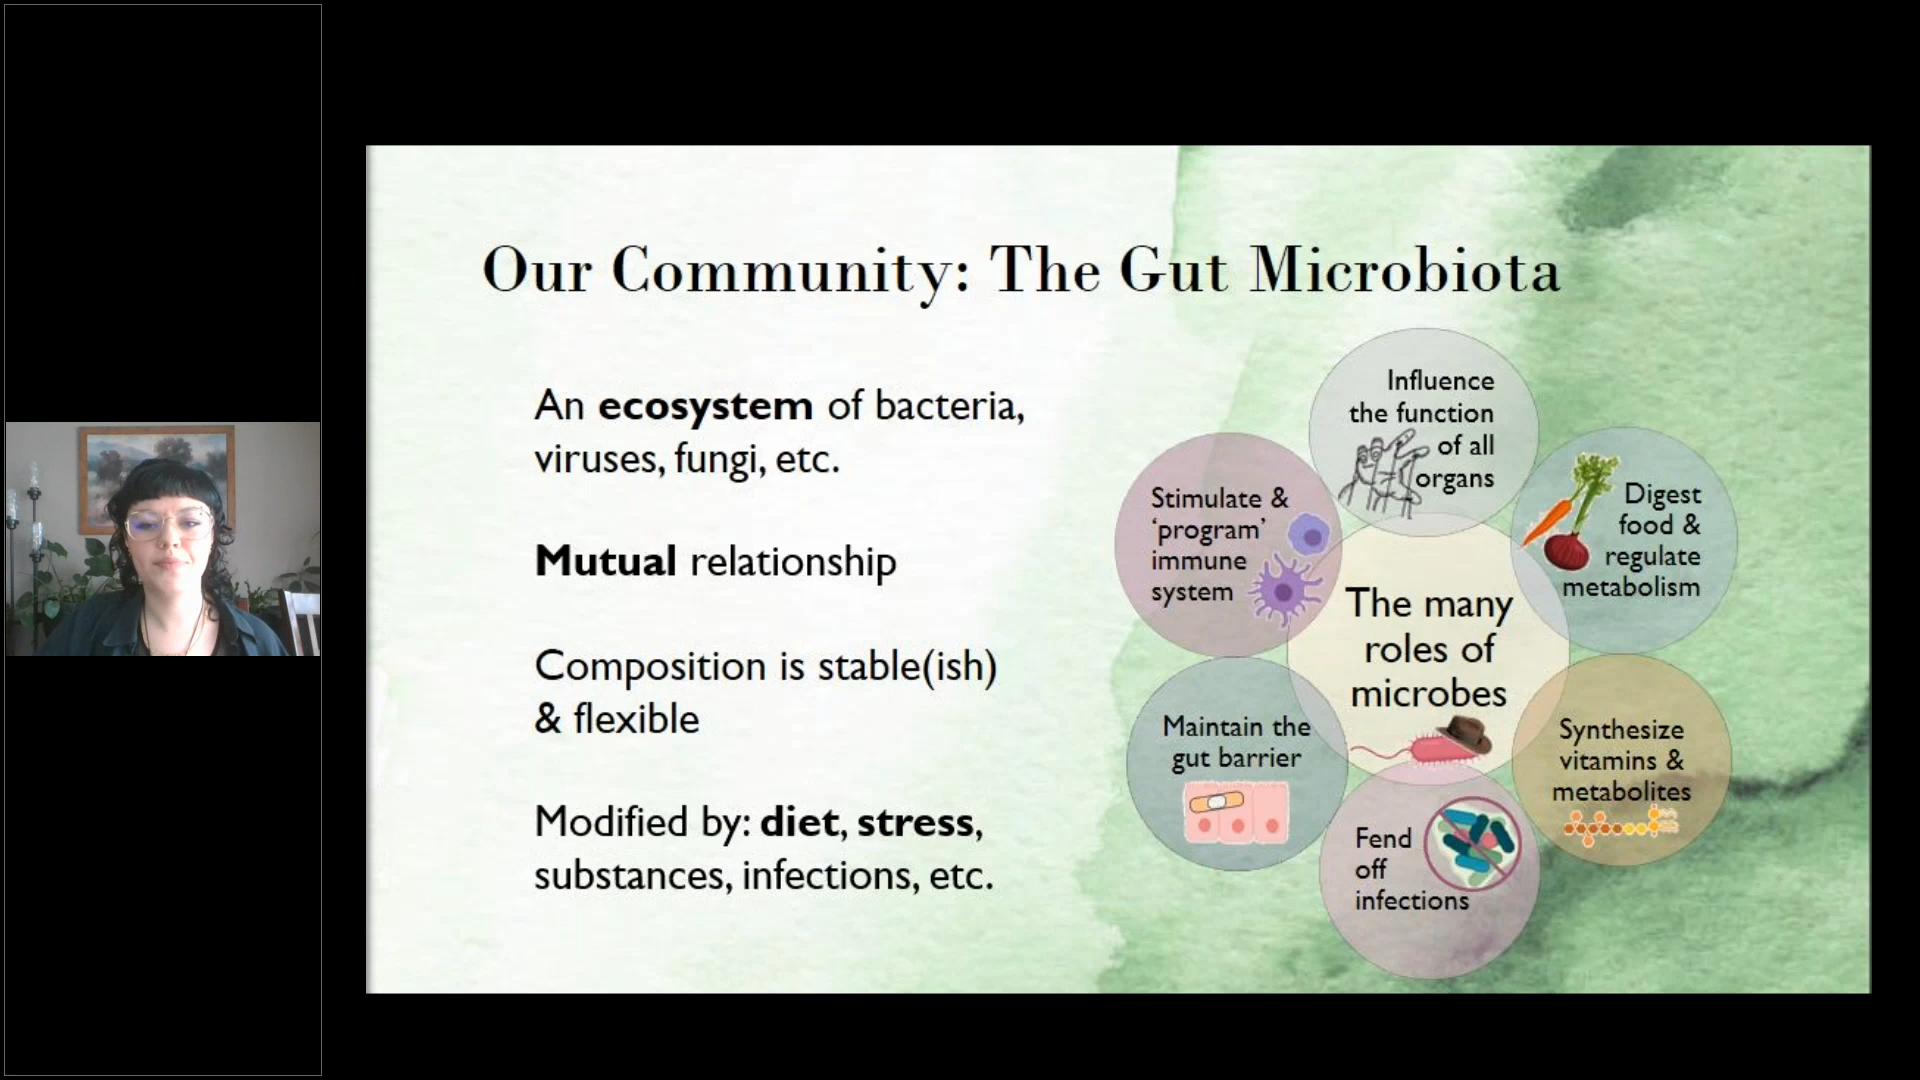 Our Community: The Gut Microbiota
An ecosystem of bacteria,
viruses, fungi, etc.
Mutual relationship
Composition is stable(ish)
& flexible
Modified by: diet, stress,
substances, infections, etc.
Influence
the function
of all
organs
Digest
food &
regulate
metabolism
Synthesize
vitamins &
metabolites
Fend
off
infections
Maintain the
gut barrier
Stimulate &
‘program’
immune
system
The many
roles of
microbes